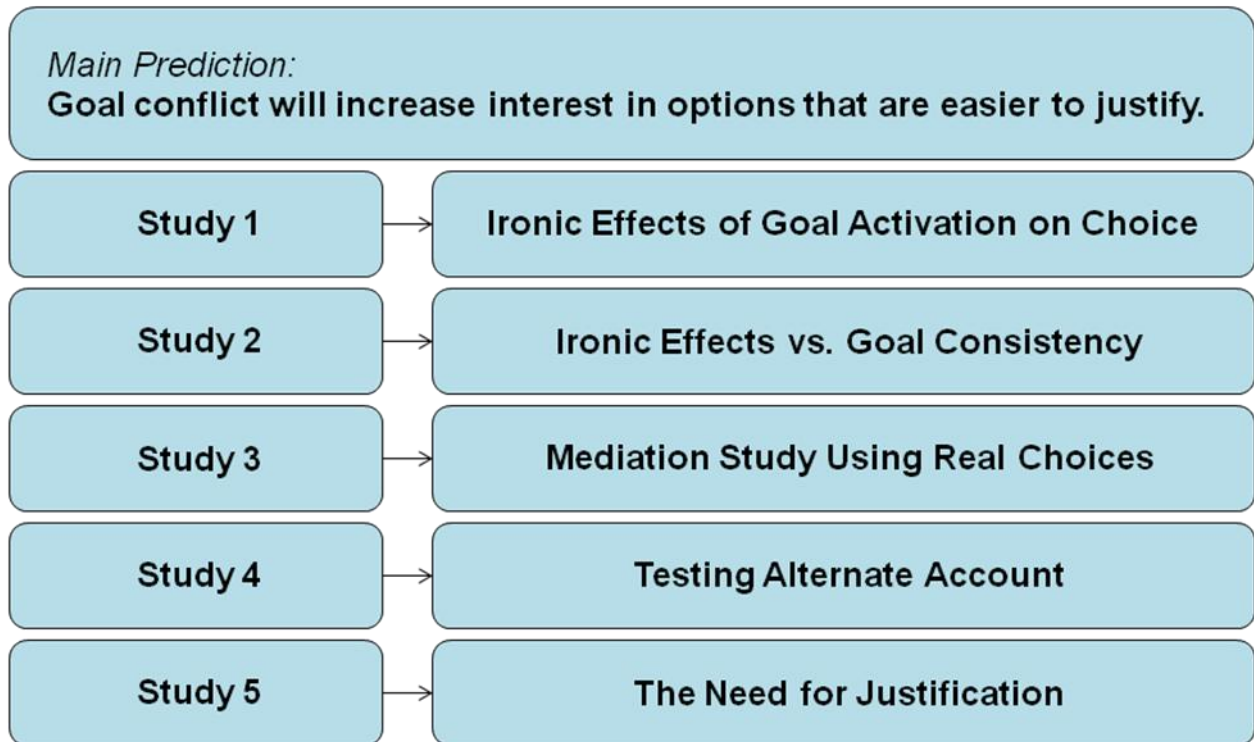 Main Prediction:
Goal conflict will increase interest in options that are easier to justify.
Study 1
Ironic Effects of Goal Activation on Choice
Study 2
Ironic Effects vs. Goal Consistency
Study 3
Mediation Study Using Real Choices
Study 4
Testing Alternate Account
Study 5
The Need for Justification